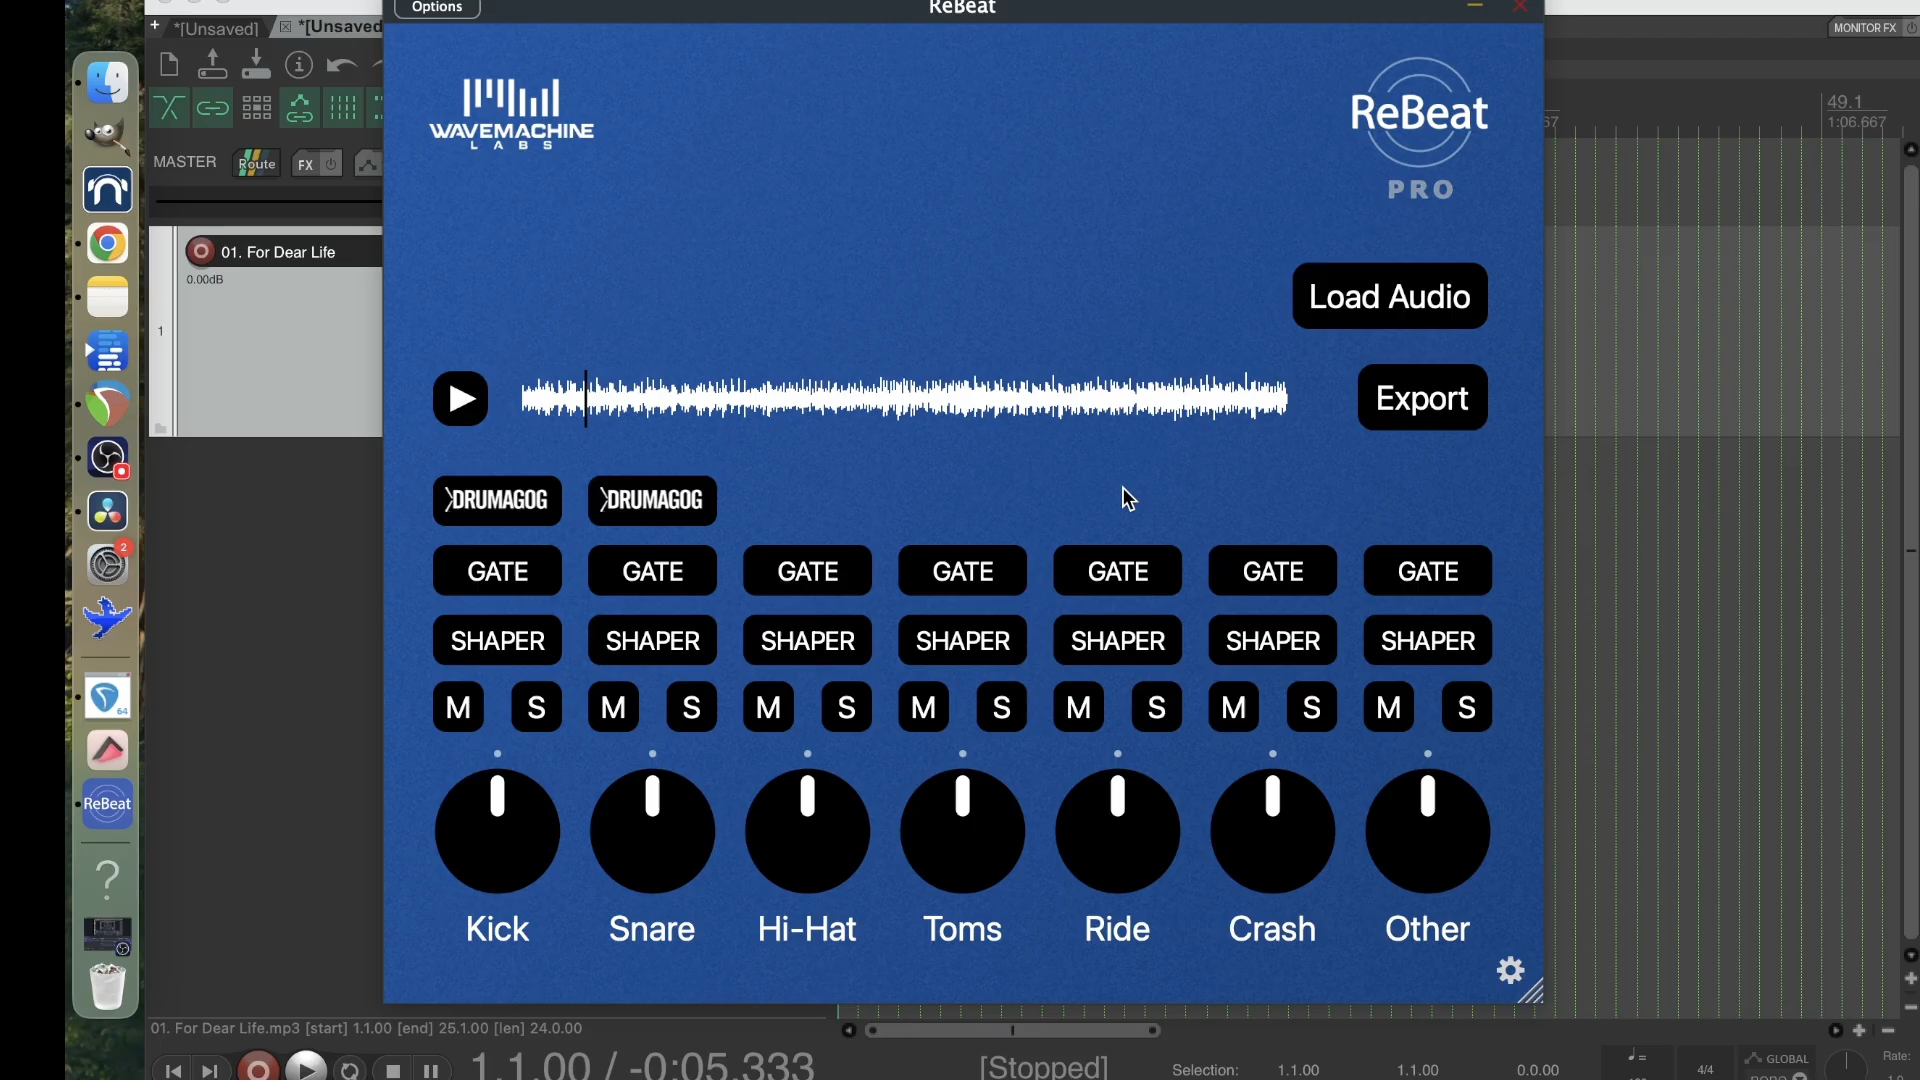 Options
ReBeat
+ *[Unsaved]
*[Unsaved
MONITOR FX
WAVEMACHINE
LABS
ReBeat
PRO
49.1
1:06.667
67
MASTER
Route
FX
01. For Dear Life
0.00dB
1
Load Audio
Export
DRUMAGOG DRUMAGOG
GATE GATE GATE GATE GATE GATE GATE
SHAPER SHAPER SHAPER SHAPER SHAPER SHAPER SHAPER
M S M S M S M S M S M S M S
Kick Snare Hi-Hat Toms Ride Crash Other
2
64
ReBeat
?
01. For Dear Life.mp3 [start] 1.1.00 [end] 25.1.00 [len] 24.0.00
1.1.00 / -0:05.333
[Stopped]
Selection: 1.1.00 1.1.00 0.0.00
4/4
GLOBAL
Rate: